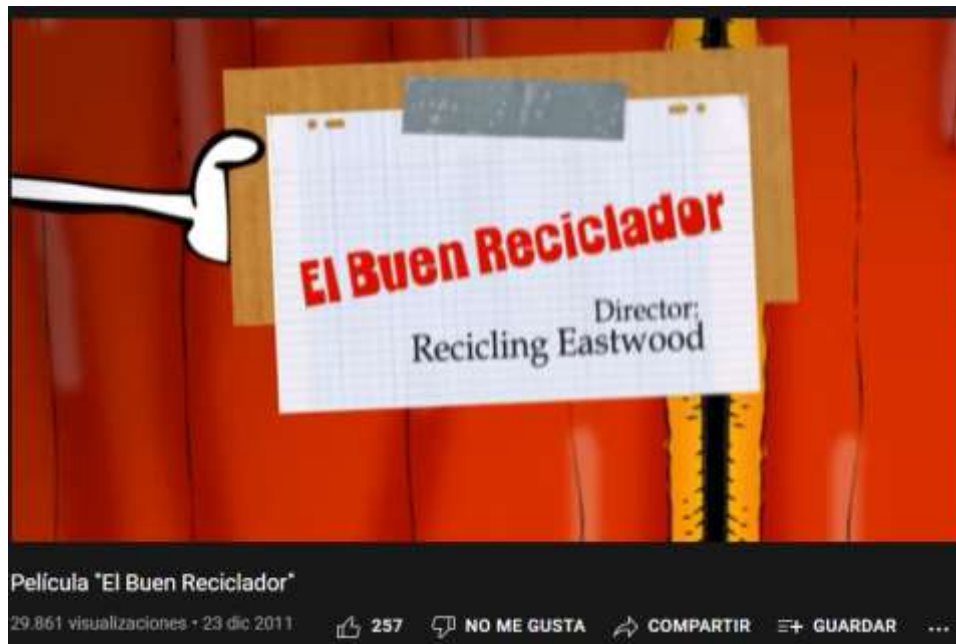 El Buen Reciclador
Director:
Recicling Eastwood
Película "El Buen Reciclador"
29.861 visualizaciones • 23 dic 2011 257 NO ME GUSTA COMPARTIR GUARDAR ...